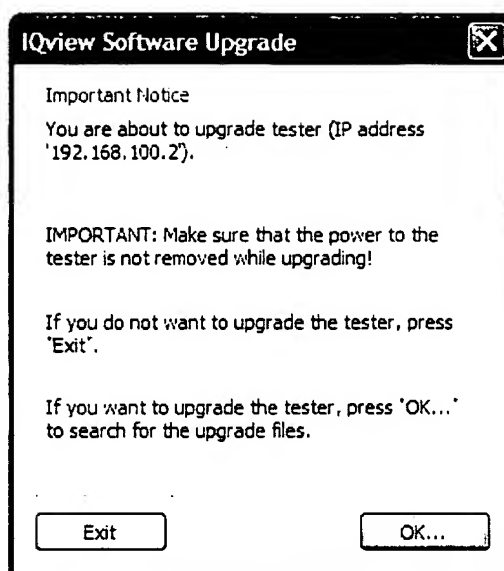 IQview Software Upgrade
Important Notice
You are about to upgrade tester (IP address
'192.168.100.2').
IMPORTANT: Make sure that the power to the
tester is not removed while upgrading!
If you do not want to upgrade the tester, press
'Exit'.
If you want to upgrade the tester, press 'OK...'
to search for the upgrade files.
Exit
OK...